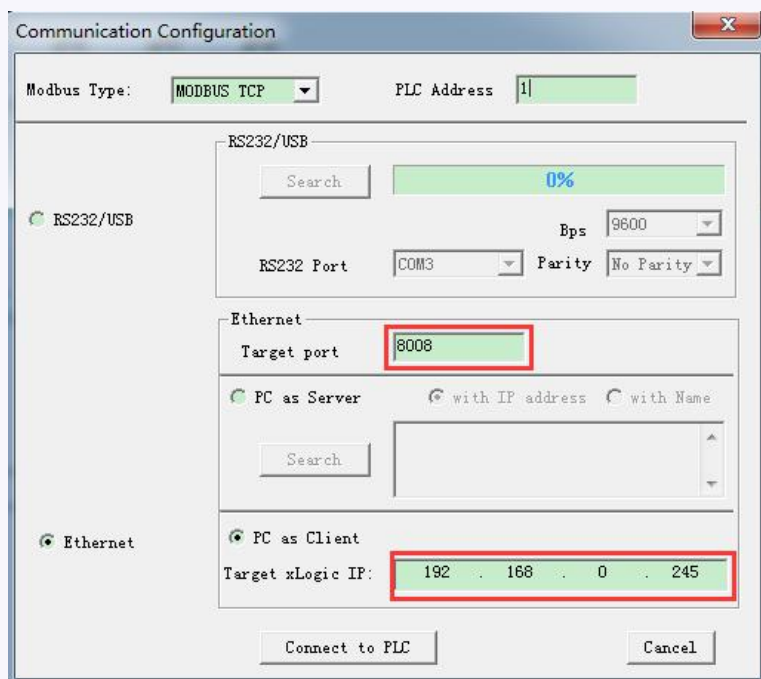 Communication Configuration
Modbus Type: MODBUS TCP PLC Address 1
RS232/USB
Search 0%
RS232/USB
Bps 9600
RS232 Port COM3 Parity No Parity
Ethernet
Target port 8008
PC as Server with IP address with Name
Search
Ethernet
PC as Client
Target xLogic IP: 192 . 168 . 0 . 245
Connect to PLC Cancel